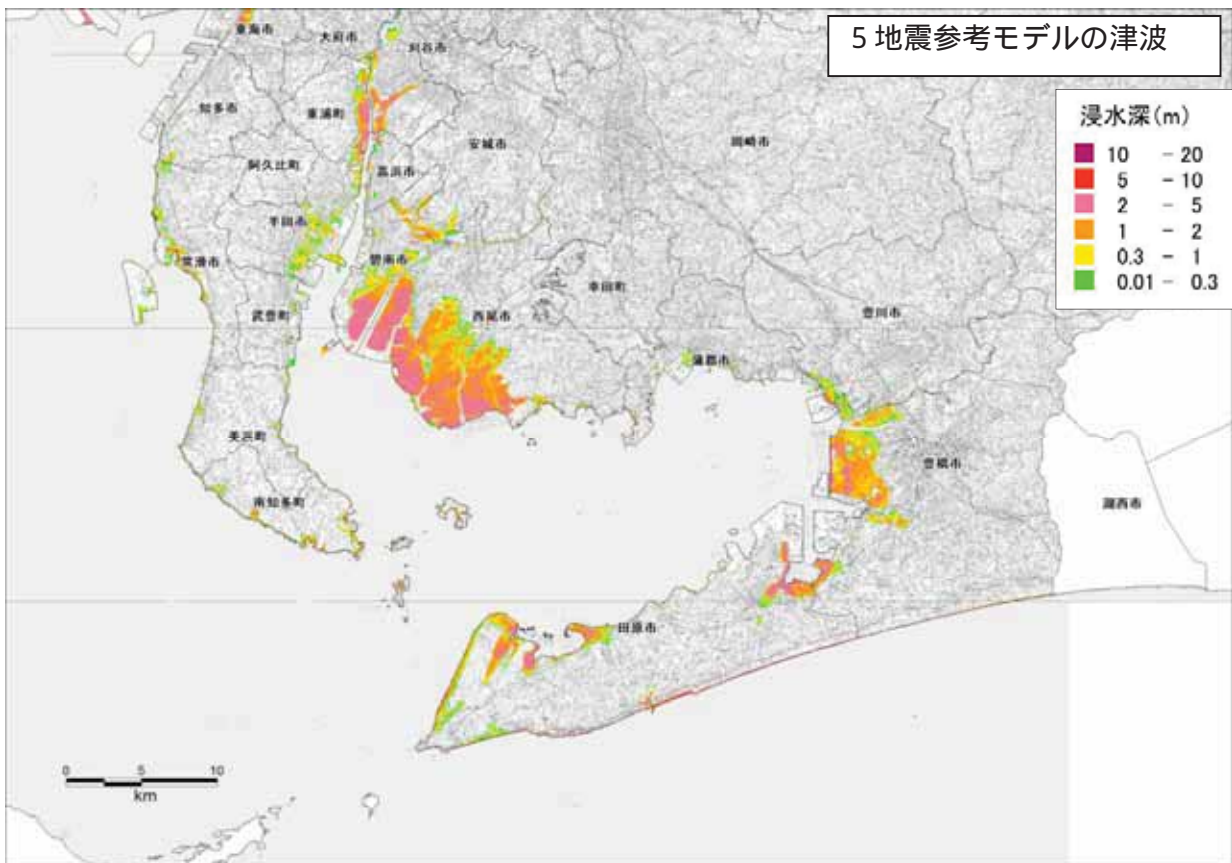 5地震参考モデルの津波
浸水深(m)
10 - 20
5 - 10
2 - 5
1 - 2
0.3 - 1
0.01 - 0.3
東海市
大府市
刈谷市
知多市
東浦町
安城市
岡崎市
阿久比町
高浜市
半田市
常滑市
碧南市
幸田町
武豊町
西尾市
豊川市
蒲郡市
美浜町
豊橋市
南知多町
湖西市
田原市
0 5 10
km